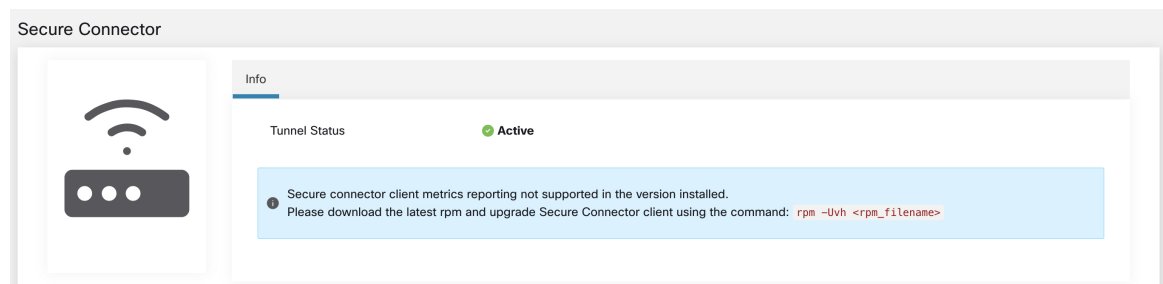 Secure Connector
Info
Tunnel Status
Active
Secure connector client metrics reporting not supported in the version installed.
Please download the latest rpm and upgrade Secure Connector client using the command: rpm -Uvh <rpm_filename>